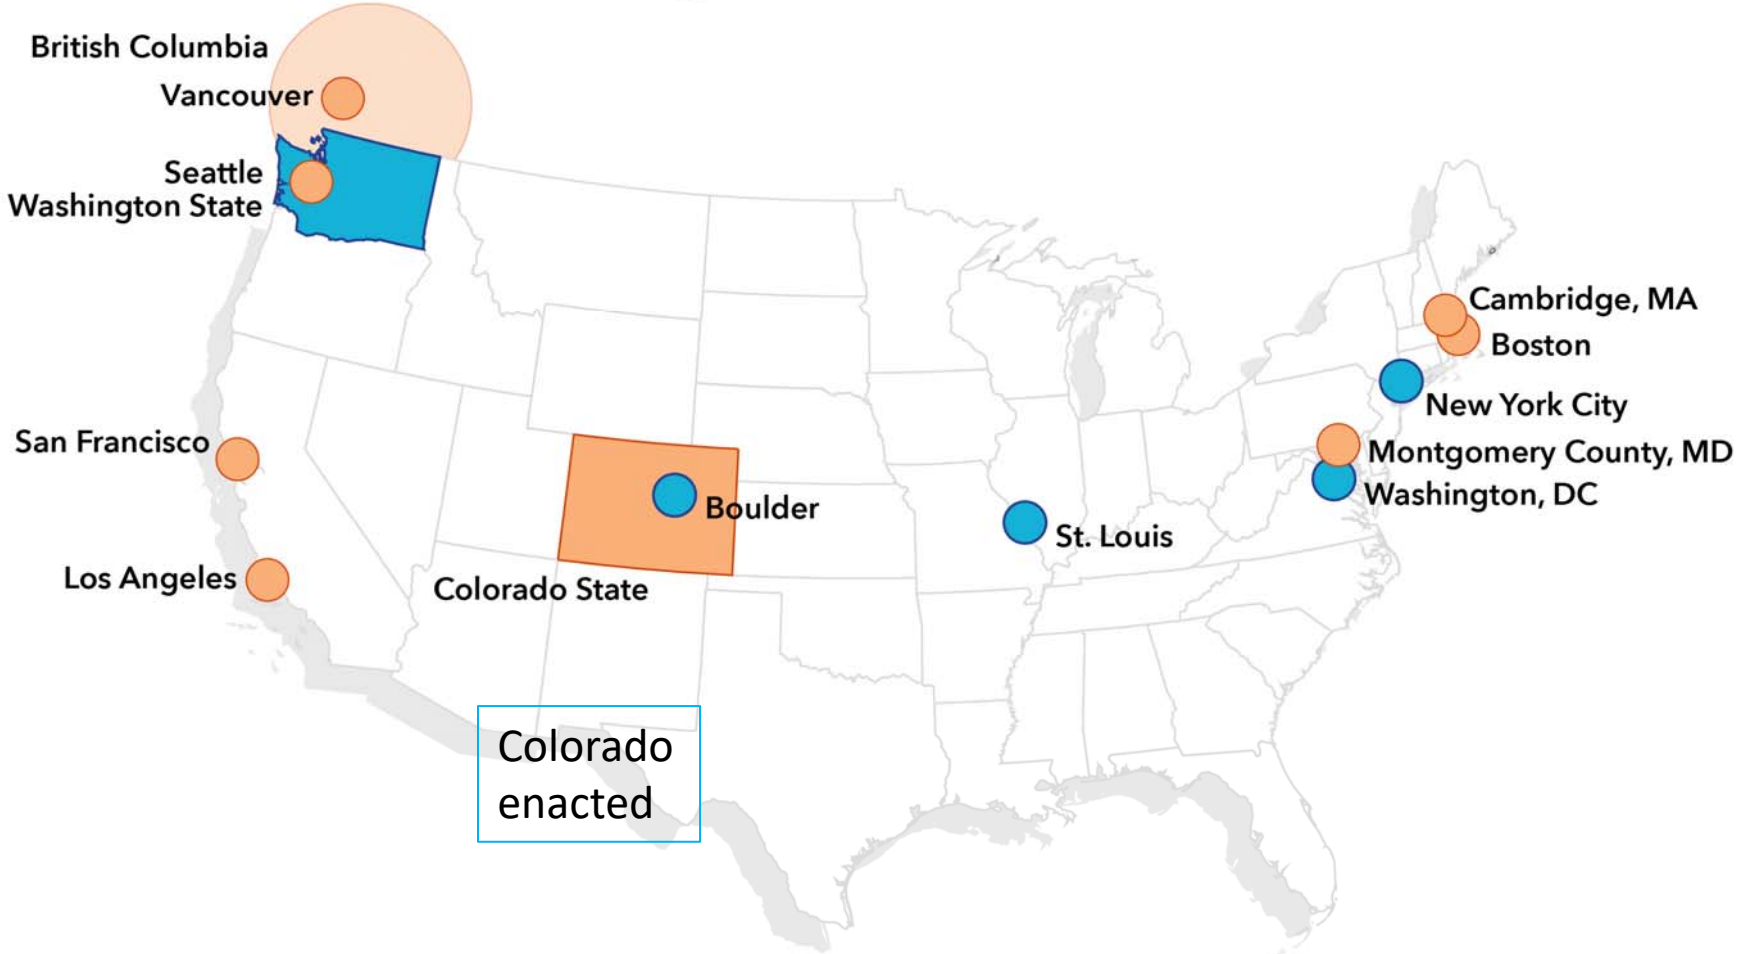 British Columbia
Vancouver
Seattle
Washington State
San Francisco
Los Angeles
Boulder
Colorado State
Colorado
enacted
St. Louis
Cambridge, MA
Boston
New York City
Montgomery County, MD
Washington, DC